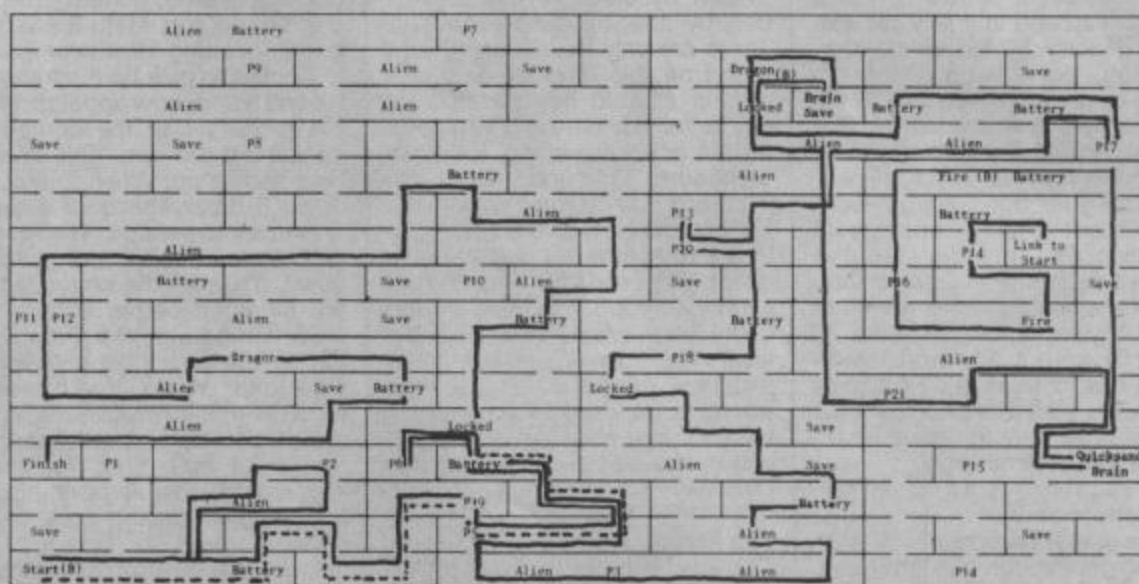 Alien Battery P7
P9 Alien Save Dragon (B) Save
Alien Alien Locked Brain Battery Battery
Save
Save Save P8 Alien Alien P17
Battery Alien Fire (B) Battery
Alien P13 Battery
Alien P20 P14 Link to
Start
Battery Save P10 Alien Save P16 Save
P11 P12 Alien Save Battery Battery Fire
Dragon P18 Alien
Alien Save Battery Locked P21
Alien Locked Save
Finish P1 P2 P6 Battery Alien Save P15 Quicksand
Brain
Alien P19 Battery
Save P5 Alien
Start(B) Battery Alien P3 Alien P14